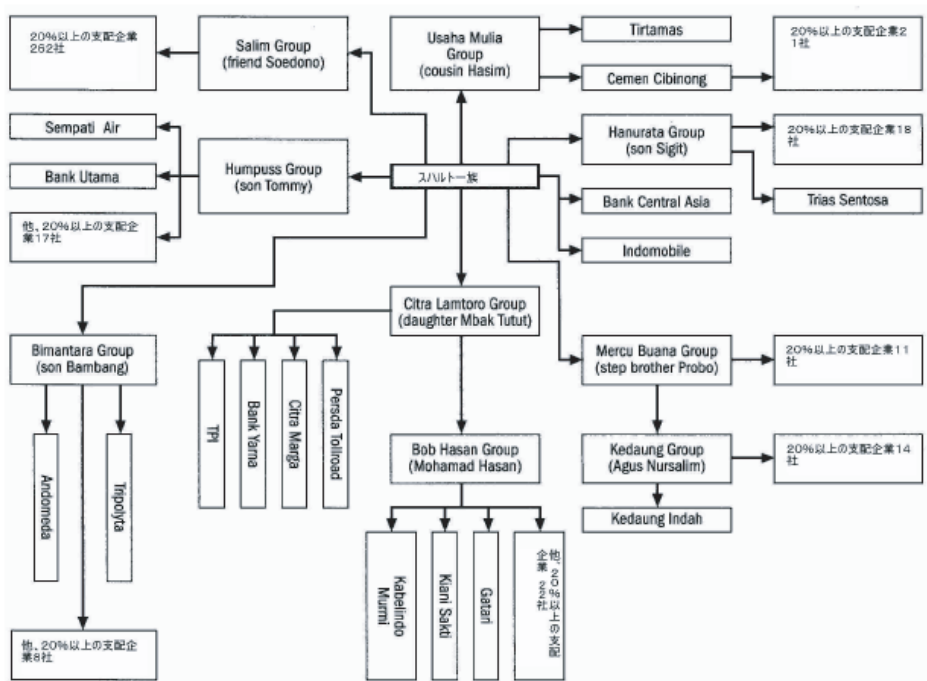 20%以上の支配企業
262社
Salim Group
(friend Soedono)
Usaha Mulia
Group
(cousin Hasim)
Tirtamas
Cemen Cibinong
20%以上の支配企業2
1社
Sempati Air
Bank Utama
他、20%以上の支配企
業17社
Humpuss Group
(son Tommy)
スハルト一族
Hanurata Group
(son Sigit)
20%以上の支配企業18
社
Bank Central Asia
Trias Sentosa
Indomobile
Citra Lamtoro Group
(daughter Mbak Tutut)
Bimantara Group
(son Bambang)
Mercu Buana Group
(step brother Probo)
20%以上の支配企業11
社
TPI
Bank Yama
Citra Marga
Persda Tollroad
Bob Hasan Group
(Mohamad Hasan)
Kedaung Group
(Agus Nursalim)
20%以上の支配企業14
社
Andomeda
Tripolyta
Kedaung Indah
Kabelindo
Murni
Kiani Sakti
Gatari
他、20%以上の支配
企業 22社
他、20%以上の支配企
業8社